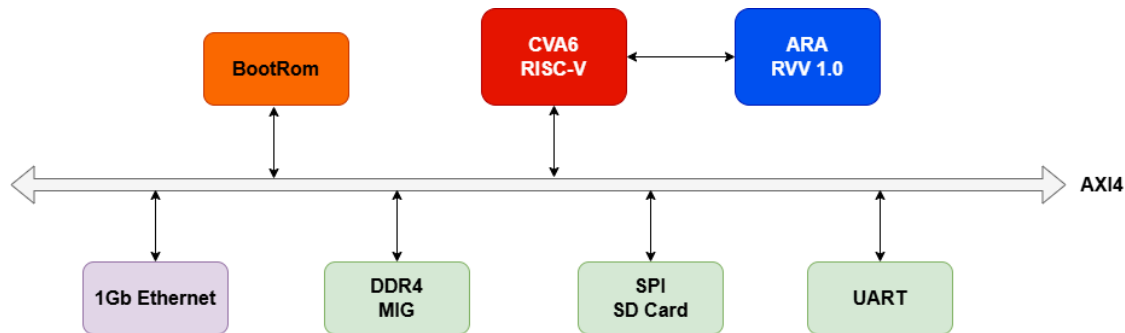 BootRom
CVA6
RISC-V
ARA
RVV 1.0
AXI4
1Gb Ethernet
DDR4
MIG
SPI
SD Card
UART